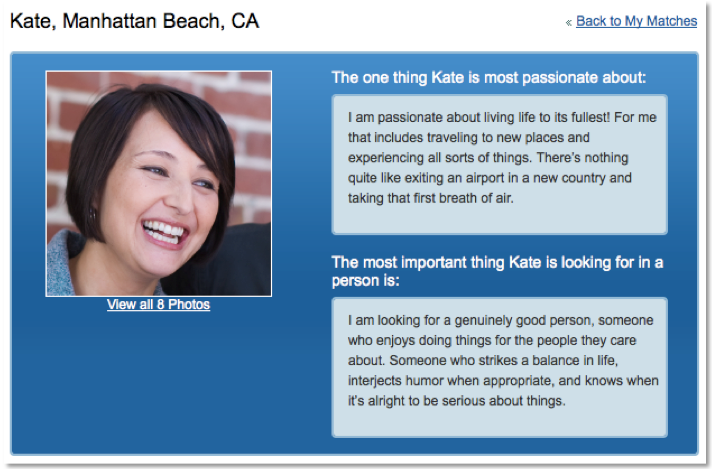 Kate, Manhattan Beach, CA
« Back to My Matches
The one thing Kate is most passionate about:
I am passionate about living life to its fullest! For me
that includes traveling to new places and
experiencing all sorts of things. There's nothing
quite like exiting an airport in a new country and
taking that first breath of air.
View all 8 Photos
The most important thing Kate is looking for in a
person is:
I am looking for a genuinely good person, someone
who enjoys doing things for the people they care
about. Someone who strikes a balance in life,
interjects humor when appropriate, and knows when
it's alright to be serious about things.